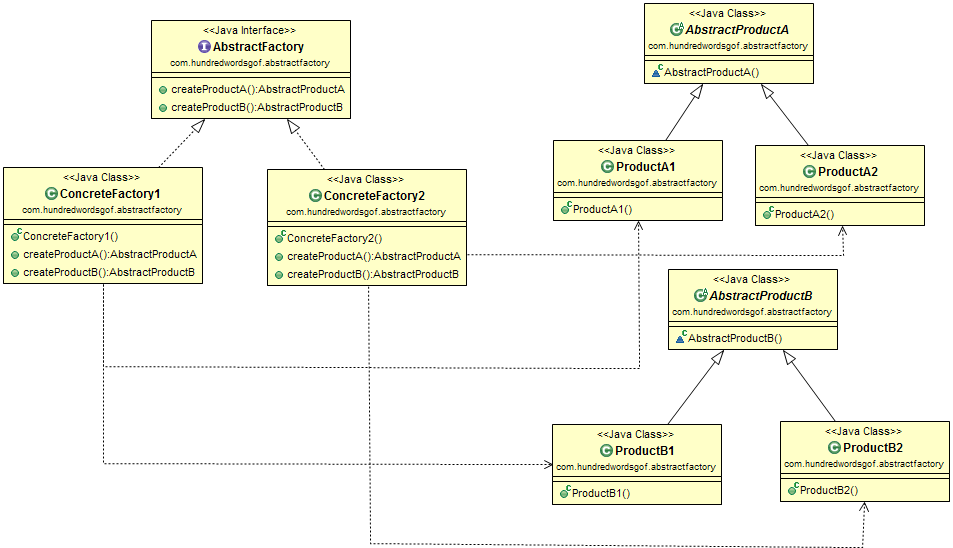 <<Java Interface>>
AbstractFactory
com.hundredwordsgof.abstractfactory
createProductA():AbstractProductA
createProductB():AbstractProductB
<<Java Class>>
AbstractProductA
com.hundredwordsgof.abstractfactory
AbstractProductA()
<<Java Class>>
ConcreteFactory1
com.hundredwordsgof.abstractfactory
ConcreteFactory1()
createProductA():AbstractProductA
createProductB():AbstractProductB
<<Java Class>>
ConcreteFactory2
com.hundredwordsgof.abstractfactory
ConcreteFactory2()
createProductA():AbstractProductA
createProductB():AbstractProductB
<<Java Class>>
ProductA1
com.hundredwordsgof.abstractfactory
ProductA1()
<<Java Class>>
ProductA2
com.hundredwordsgof.abstractfactory
ProductA2()
<<Java Class>>
AbstractProductB
com.hundredwordsgof.abstractfactory
AbstractProductB()
<<Java Class>>
ProductB1
com.hundredwordsgof.abstractfactory
ProductB1()
<<Java Class>>
ProductB2
com.hundredwordsgof.abstractfactory
ProductB2()